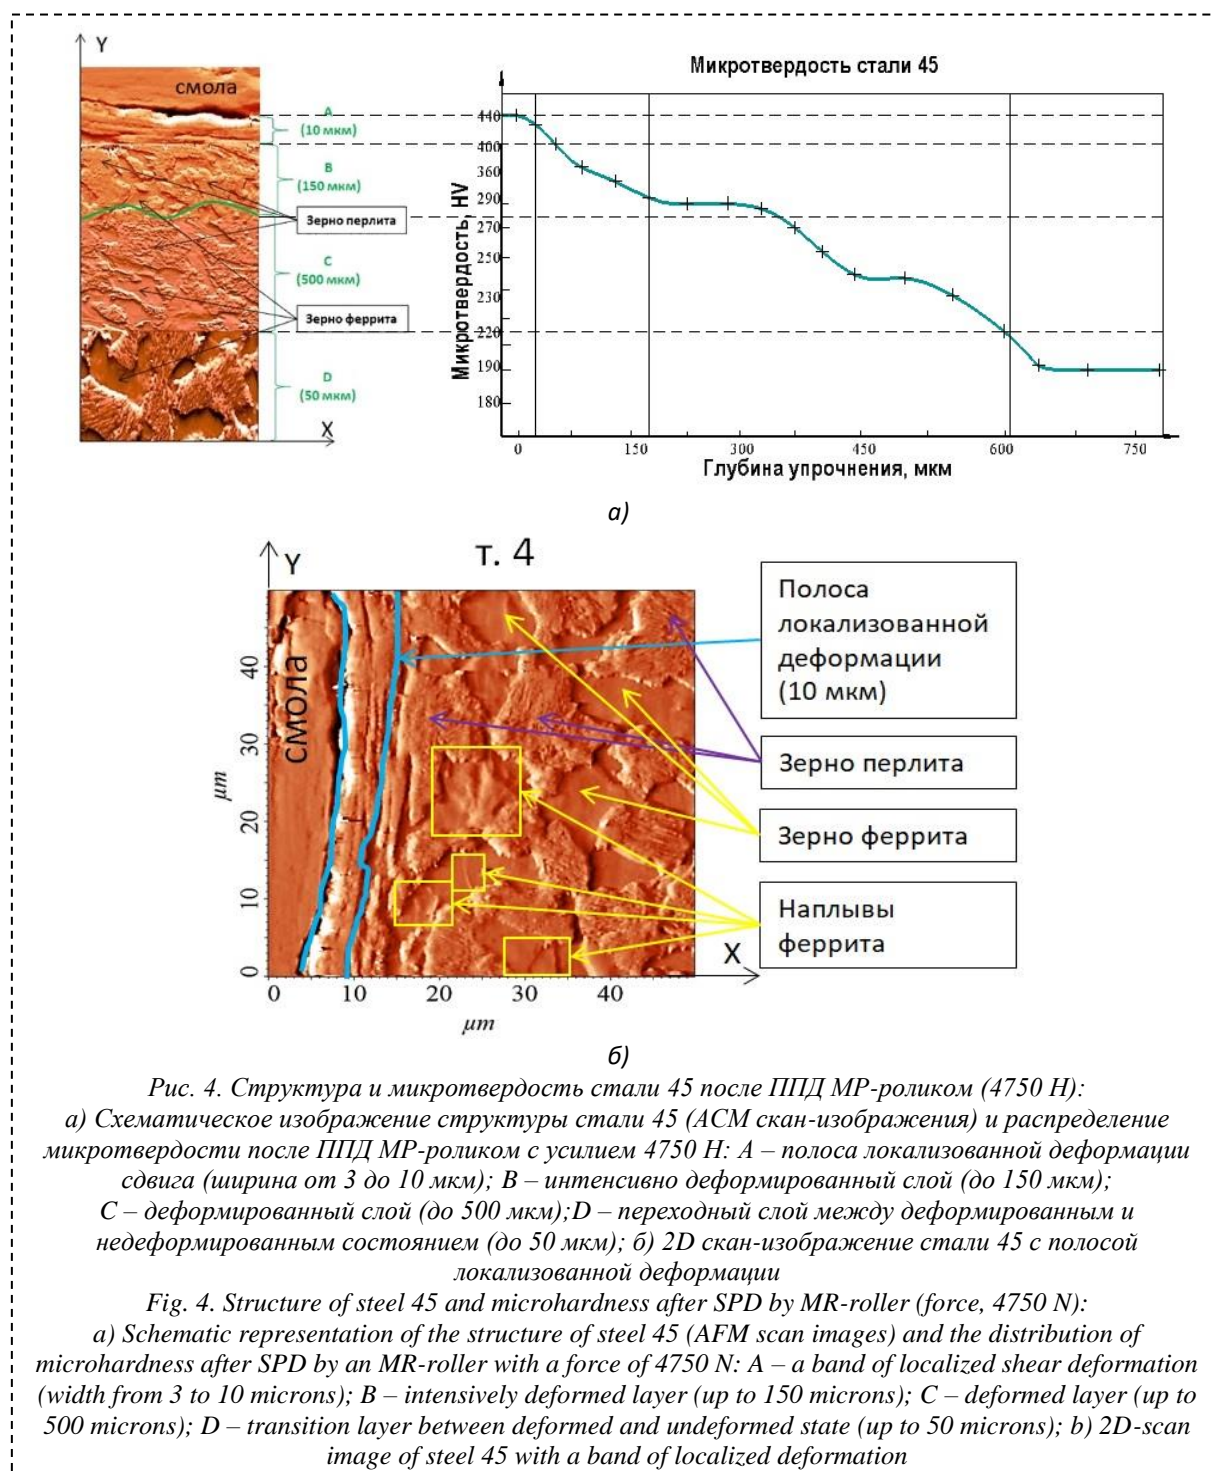 Y
смола
A
(10 мкм)
B
(150 мкм)
Зерно перлита
C
(500 мкм)
Зерно феррита
D
(50 мкм)
X
Микротвердость стали 45
Микротвердость, HV
440
400
360
290
270
250
230
220
190
180
0 150 300 450 600 750
Глубина упрочнения, мкм
а)
Y
т. 4
смола
μm
40
30
20
10
0
0 10 20 30 40
μm
X
Полоса
локализованной
деформации
(10 мкм)
Зерно перлита
Зерно феррита
Наплывы
феррита
б)
Рис. 4. Структура и микротвердость стали 45 после ППД МР-роликом (4750 Н):
а) Схематическое изображение структуры стали 45 (АСМ скан-изображения) и распределение
микротвердости после ППД МР-роликом с усилием 4750 Н: А – полоса локализованной деформации
сдвига (ширина от 3 до 10 мкм); В – интенсивно деформированный слой (до 150 мкм);
С – деформированный слой (до 500 мкм);D – переходный слой между деформированным и
недеформированным состоянием (до 50 мкм); б) 2D скан-изображение стали 45 с полосой
локализованной деформации
Fig. 4. Structure of steel 45 and microhardness after SPD by MR-roller (force, 4750 N):
a) Schematic representation of the structure of steel 45 (AFM scan images) and the distribution of
microhardness after SPD by an MR-roller with a force of 4750 N: A – a band of localized shear deformation
(width from 3 to 10 microns); B – intensively deformed layer (up to 150 microns); C – deformed layer (up to
500 microns); D – transition layer between deformed and undeformed state (up to 50 microns); b) 2D-scan
image of steel 45 with a band of localized deformation